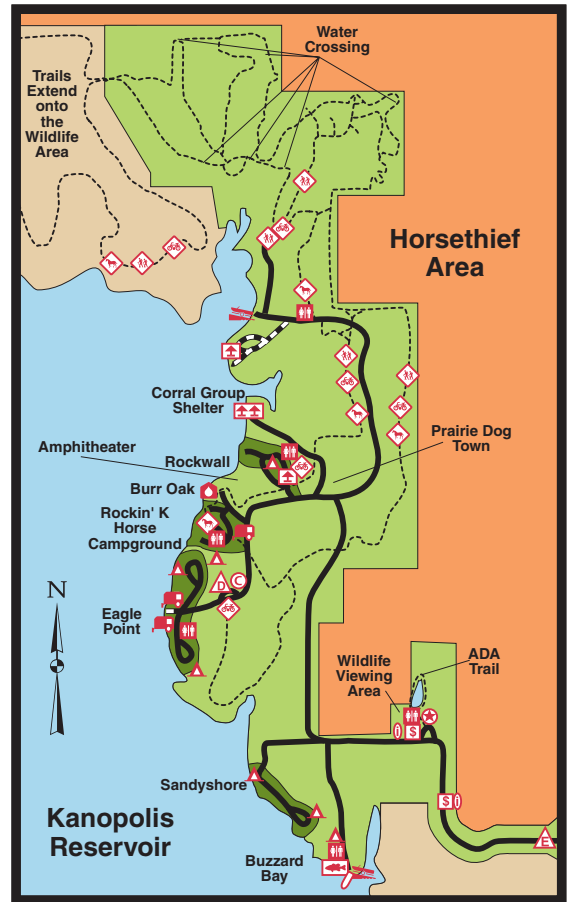 Water
Crossing
Trails
Extend
onto
the
Wildlife
Area
Horsethief
Area
Corral Group
Shelter
Amphitheater
Rockwall
Prairie Dog
Town
Burr Oak
Rockin' K
Horse
Campground
D
C
N
Eagle
Point
Wildlife
Viewing
Area
ADA
Trail
i
$
$
i
E
Sandyshore
Kanopolis
Reservoir
Buzzard
Bay